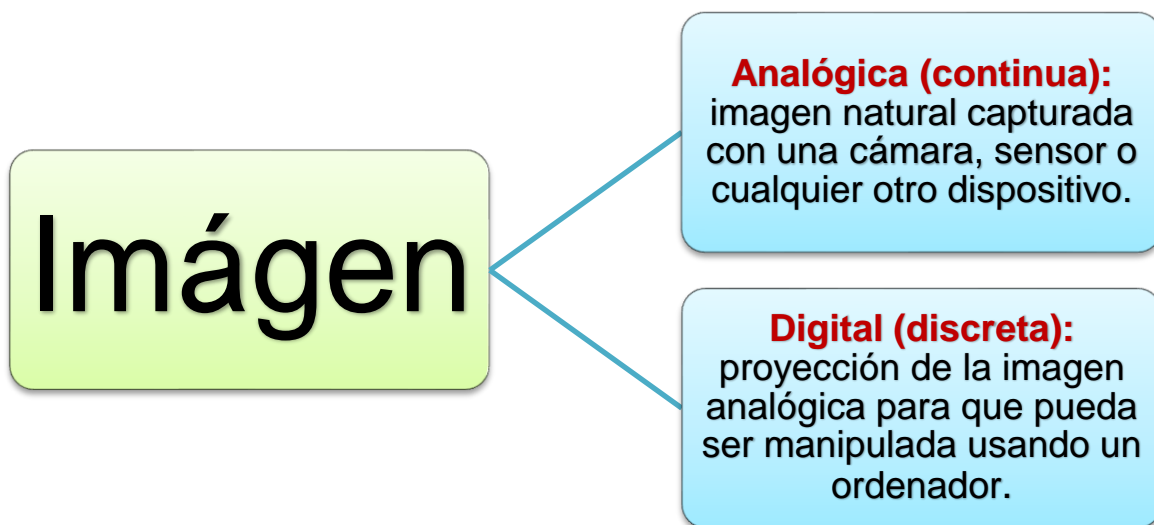 Imágen
Analógica (continua):
imagen natural capturada
con una cámara, sensor o
cualquier otro dispositivo.
Digital (discreta):
proyección de la imagen
analógica para que pueda
ser manipulada usando un
ordenador.